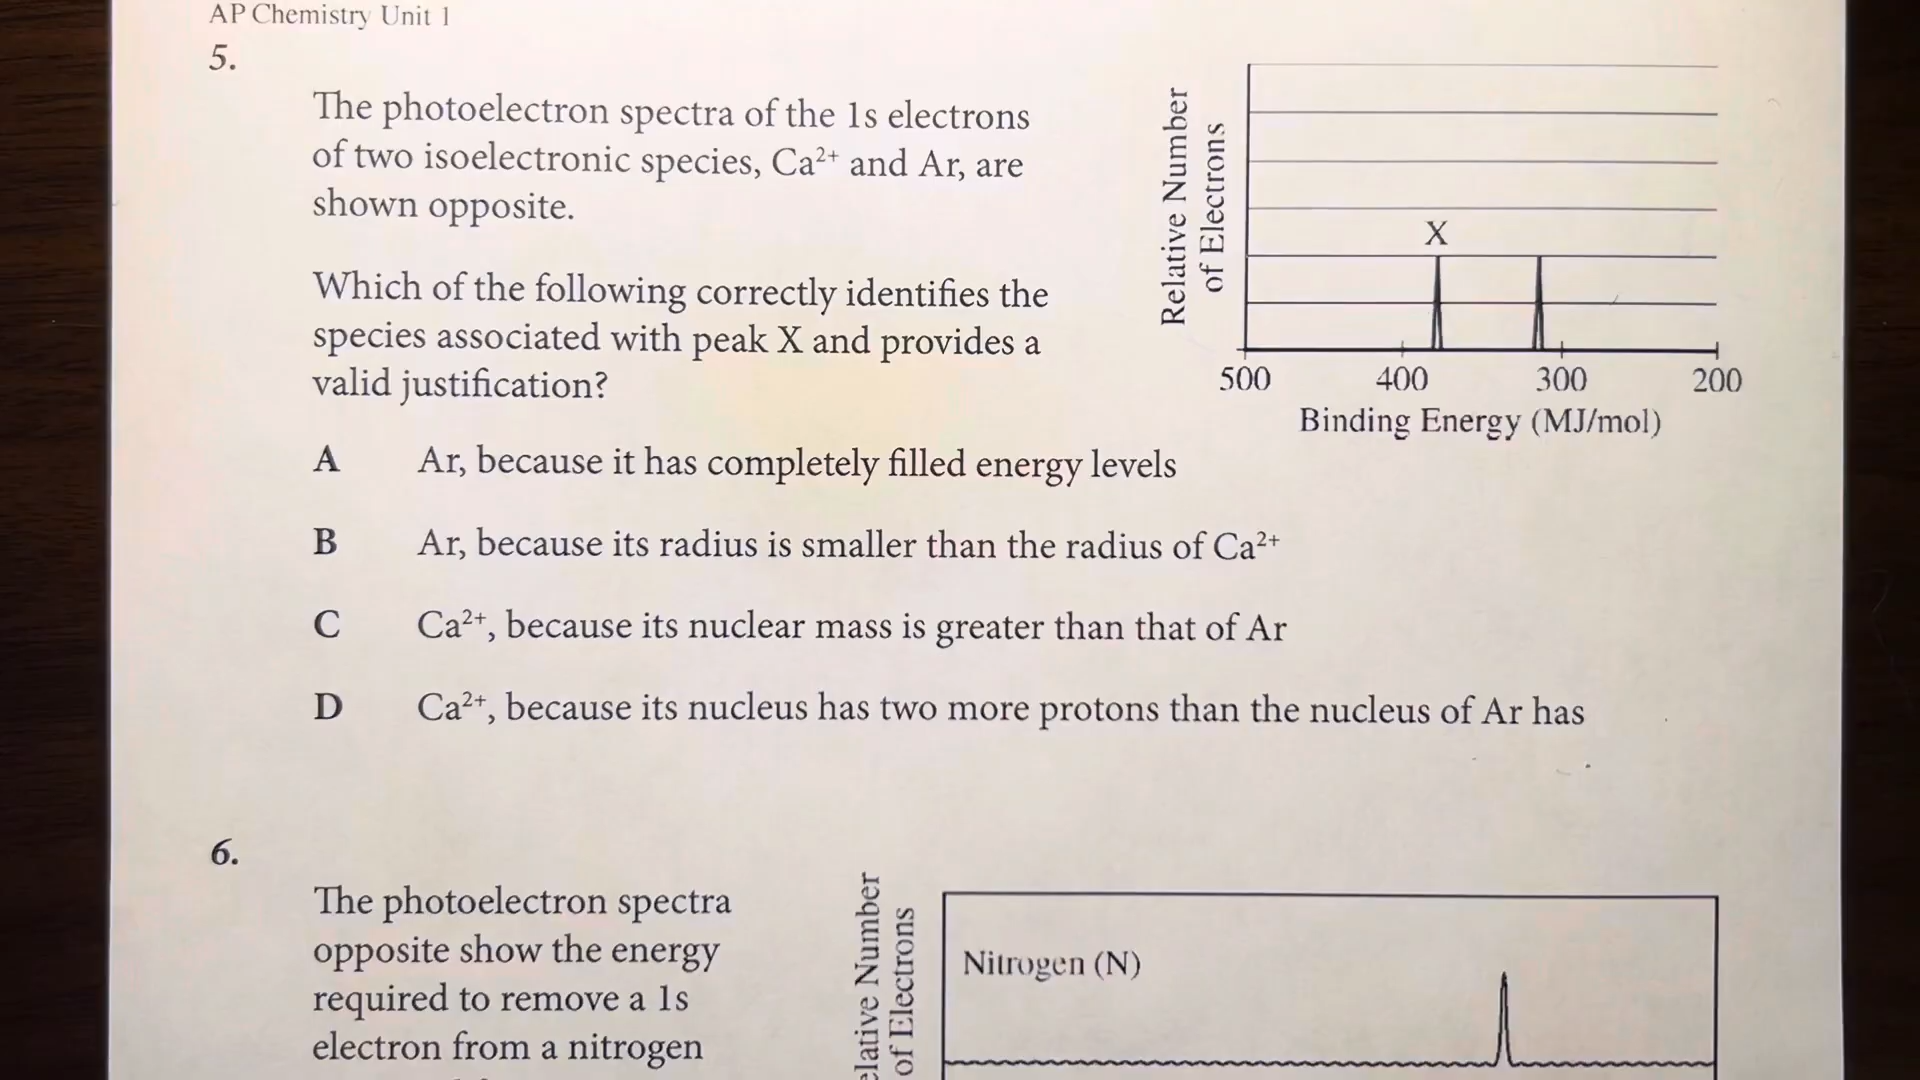 AP Chemistry Unit 1
5.
The photoelectron spectra of the 1s electrons
of two isoelectronic species, Ca²⁺ and Ar, are
shown opposite.
Which of the following correctly identifies the
species associated with peak X and provides a
valid justification?
Relative Number
of Electrons
X
500 400 300 200
Binding Energy (MJ/mol)
A Ar, because it has completely filled energy levels
B Ar, because its radius is smaller than the radius of Ca²⁺
C Ca²⁺, because its nuclear mass is greater than that of Ar
D Ca²⁺, because its nucleus has two more protons than the nucleus of Ar has
6.
The photoelectron spectra
opposite show the energy
required to remove a 1s
electron from a nitrogen
elative Number
of Electrons
Nitrogen (N)